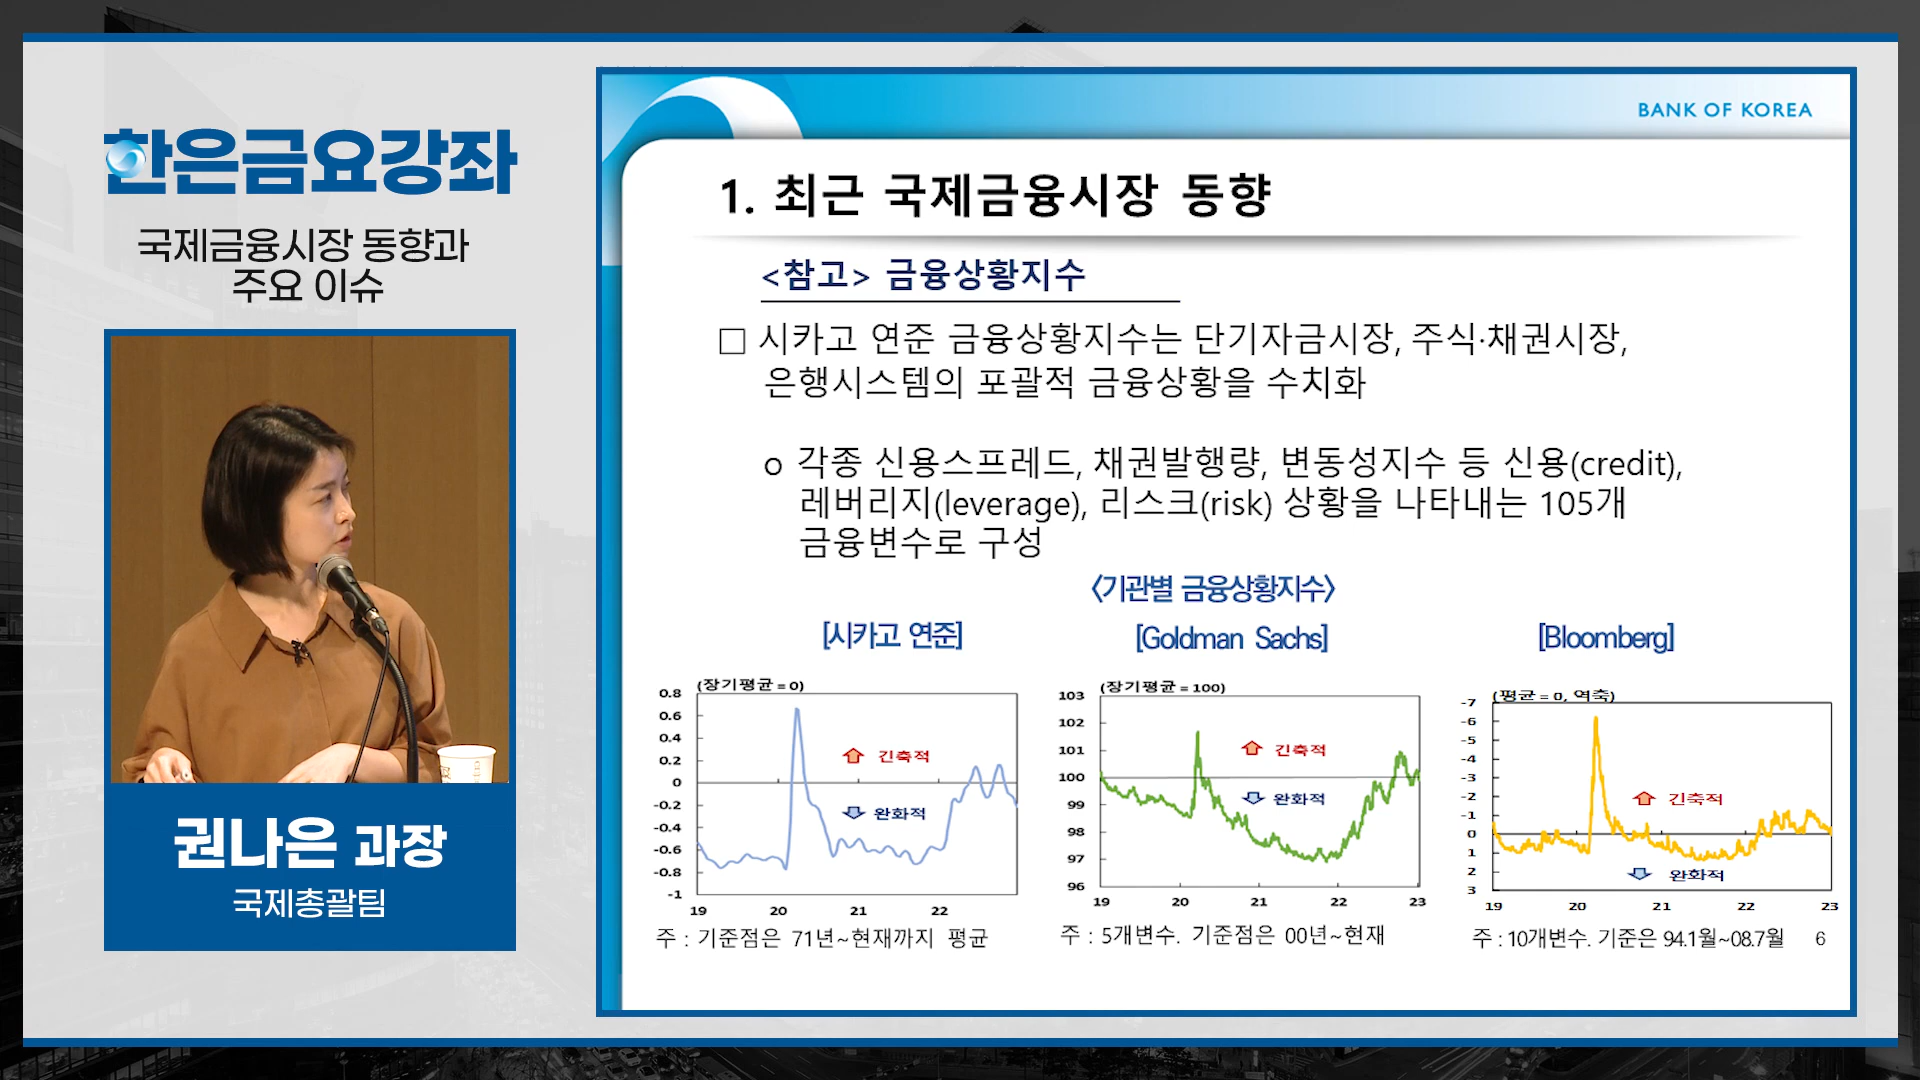 한은금요강좌
국제금융시장 동향과
주요 이슈
권나은 과장
국제총괄팀
BANK OF KOREA
1. 최근 국제금융시장 동향
<참고> 금융상황지수
□ 시카고 연준 금융상황지수는 단기자금시장, 주식·채권시장,
은행시스템의 포괄적 금융상황을 수치화
o 각종 신용스프레드, 채권발행량, 변동성지수 등 신용(credit),
레버리지(leverage), 리스크(risk) 상황을 나타내는 105개
금융변수로 구성
<기관별 금융상황지수>
[시카고 연준]
(장기평균=0)
0.8
0.6
0.4
0.2
0
-0.2
-0.4
-0.6
-0.8
-1
긴축적
완화적
19 20 21 22
주 : 기준점은 71년~현재까지 평균
[Goldman Sachs]
(장기평균=100)
103
102
101
100
99
98
97
96
긴축적
완화적
19 20 21 22 23
주 : 5개변수. 기준점은 00년~현재
[Bloomberg]
(평균=0, 역축)
-7
-6
-5
-4
-3
-2
-1
0
1
2
3
긴축적
완화적
19 20 21 22 23
주 : 10개변수. 기준은 94.1월~08.7월
6